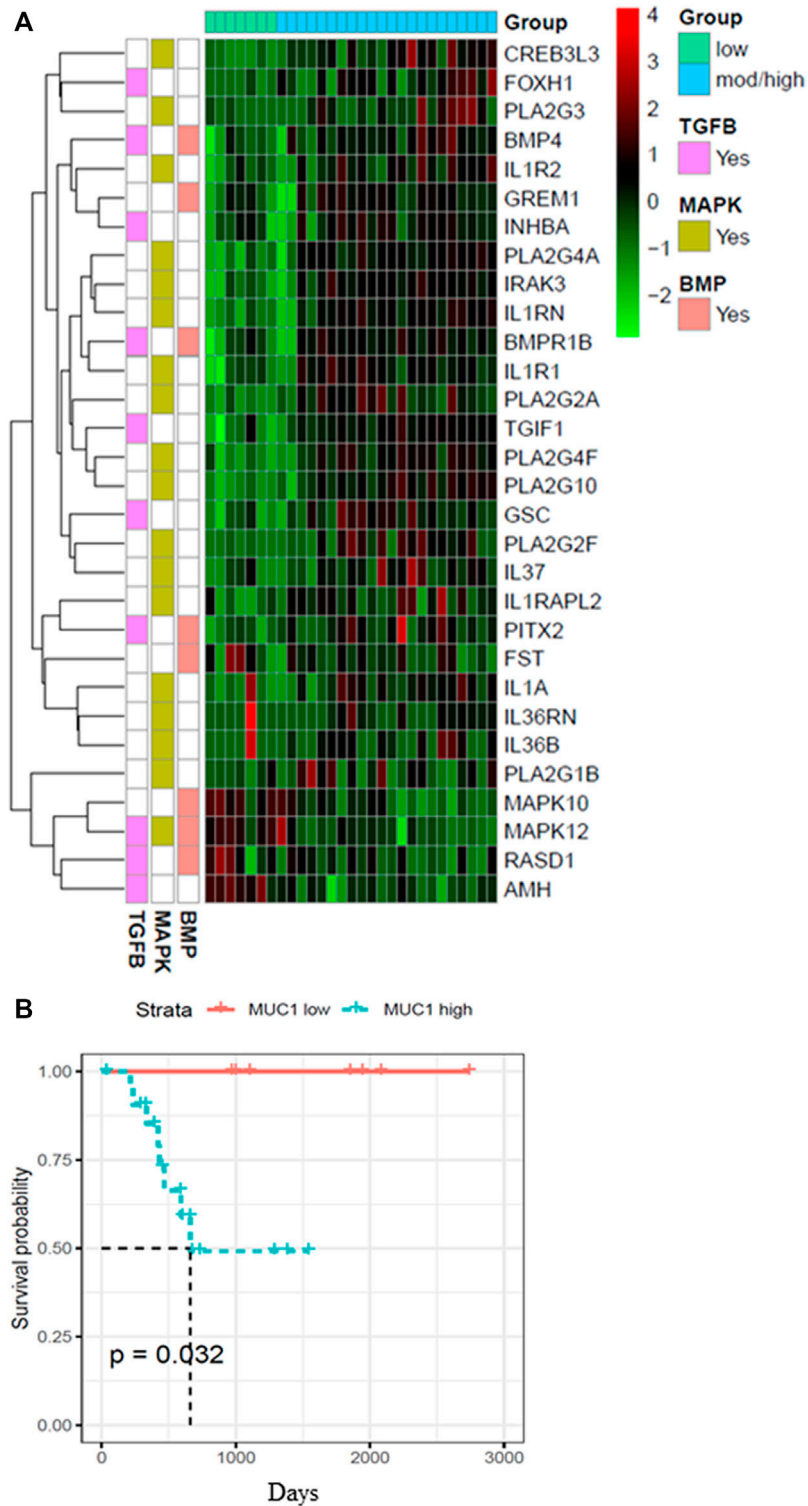 A
Group
CREB3L3
FOXH1
PLA2G3
BMP4
IL1R2
GREM1
INHBA
PLA2G4A
IRAK3
IL1RN
BMPR1B
IL1R1
PLA2G2A
TGIF1
PLA2G4F
PLA2G10
GSC
PLA2G2F
IL37
IL1RAPL2
PITX2
FST
IL1A
IL36RN
IL36B
PLA2G1B
MAPK10
MAPK12
RASD1
AMH
TGFB
MAPK
BMP
4
3
2
1
0
−1
−2
Group
low
mod/high
TGFB
Yes
MAPK
Yes
BMP
Yes
B
Strata MUC1 low MUC1 high
Survival probability
1.00
0.75
0.50
0.25
0.00
p = 0.032
0 1000 2000 3000
Days